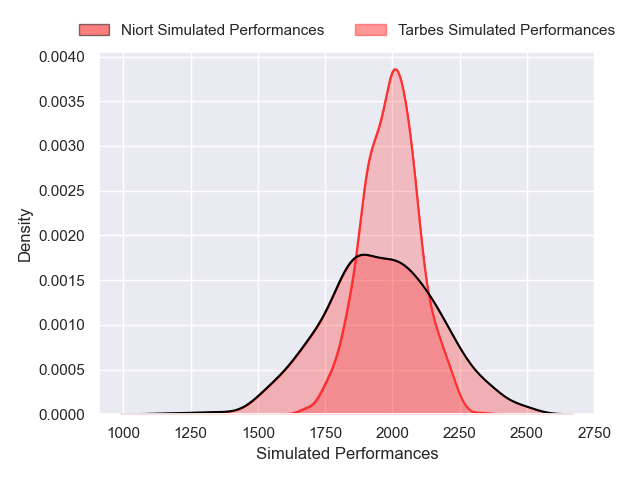 Niort Simulated Performances
Tarbes Simulated Performances
0.0040
0.0035
0.0030
0.0025
0.0020
0.0015
0.0010
0.0005
0.0000
Density
1000 1250 1500 1750 2000 2250 2500 2750
Simulated Performances